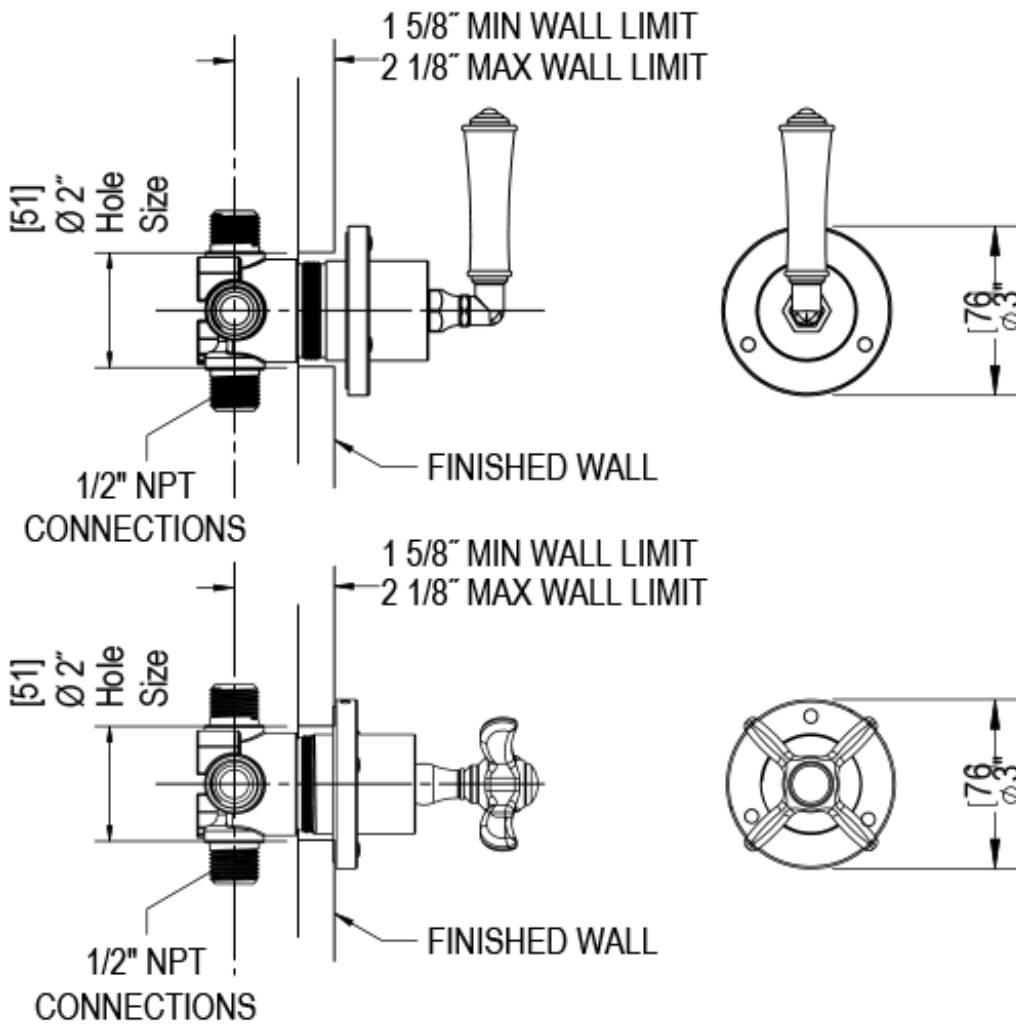 1 5/8˝ MIN WALL LIMIT
2 1/8˝ MAX WALL LIMIT
[51]
Ø 2˝
Hole
Size
[76
Ø 3"
FINISHED WALL
1/2" NPT
CONNECTIONS
1 5/8˝ MIN WALL LIMIT
2 1/8˝ MAX WALL LIMIT
[51]
Ø 2˝
Hole
Size
[76
Ø 3"
FINISHED WALL
1/2" NPT
CONNECTIONS